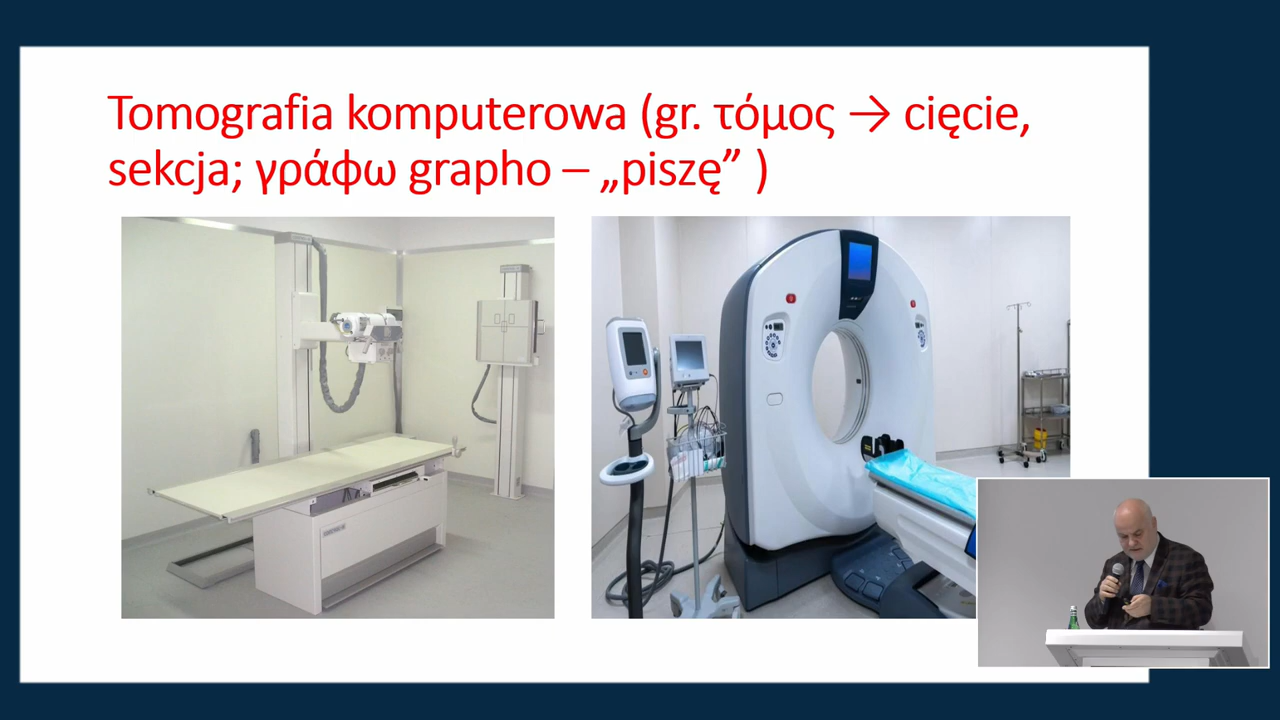 Tomografia komputerowa (gr. τόμος → cięcie,
sekcja; γράφω grapho – „piszę” )